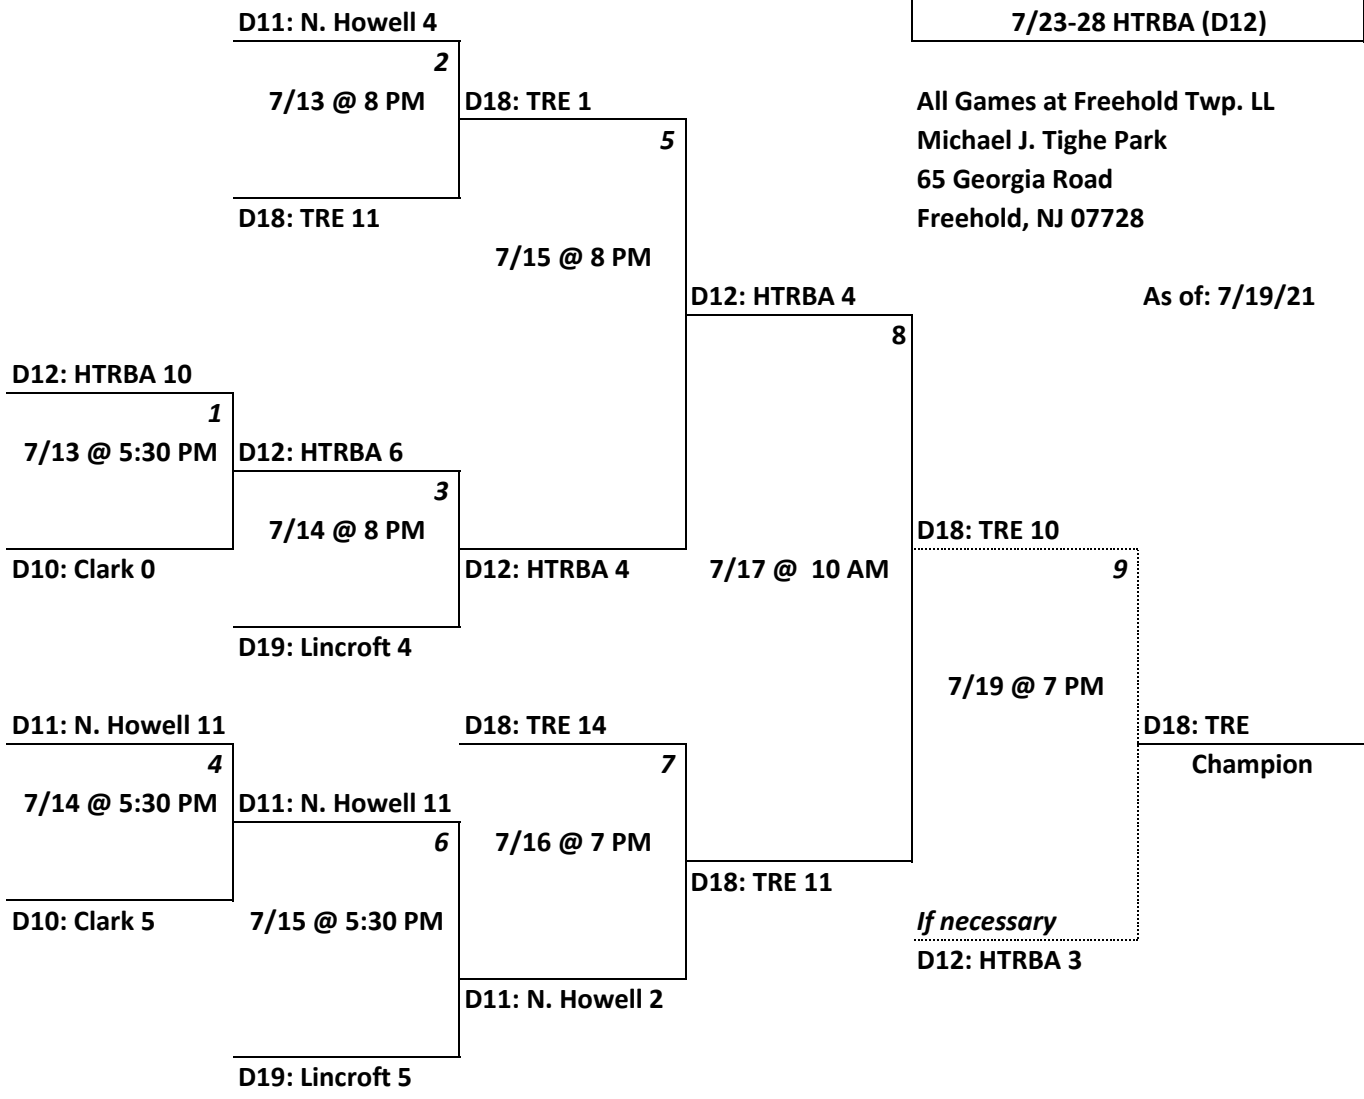 D11: N. Howell 4
7/23-28 HTRBA (D12)
2
7/13 @ 8 PM
D18: TRE 1
All Games at Freehold Twp. LL
5
Michael J. Tighe Park
65 Georgia Road
D18: TRE 11
Freehold, NJ 07728
7/15 @ 8 PM
D12: HTRBA 4
As of: 7/19/21
8
D12: HTRBA 10
1
7/13 @ 5:30 PM
D12: HTRBA 6
3
7/14 @ 8 PM
D18: TRE 10
D10: Clark 0
D12: HTRBA 4
7/17 @  10 AM
9
D19: Lincroft 4
7/19 @ 7 PM
D11: N. Howell 11
D18: TRE 14
D18: TRE
4
7
Champion
7/14 @ 5:30 PM
D11: N. Howell 11
6
7/16 @ 7 PM
D18: TRE 11
D10: Clark 5
7/15 @ 5:30 PM
If necessary
D12: HTRBA 3
D11: N. Howell 2
D19: Lincroft 5